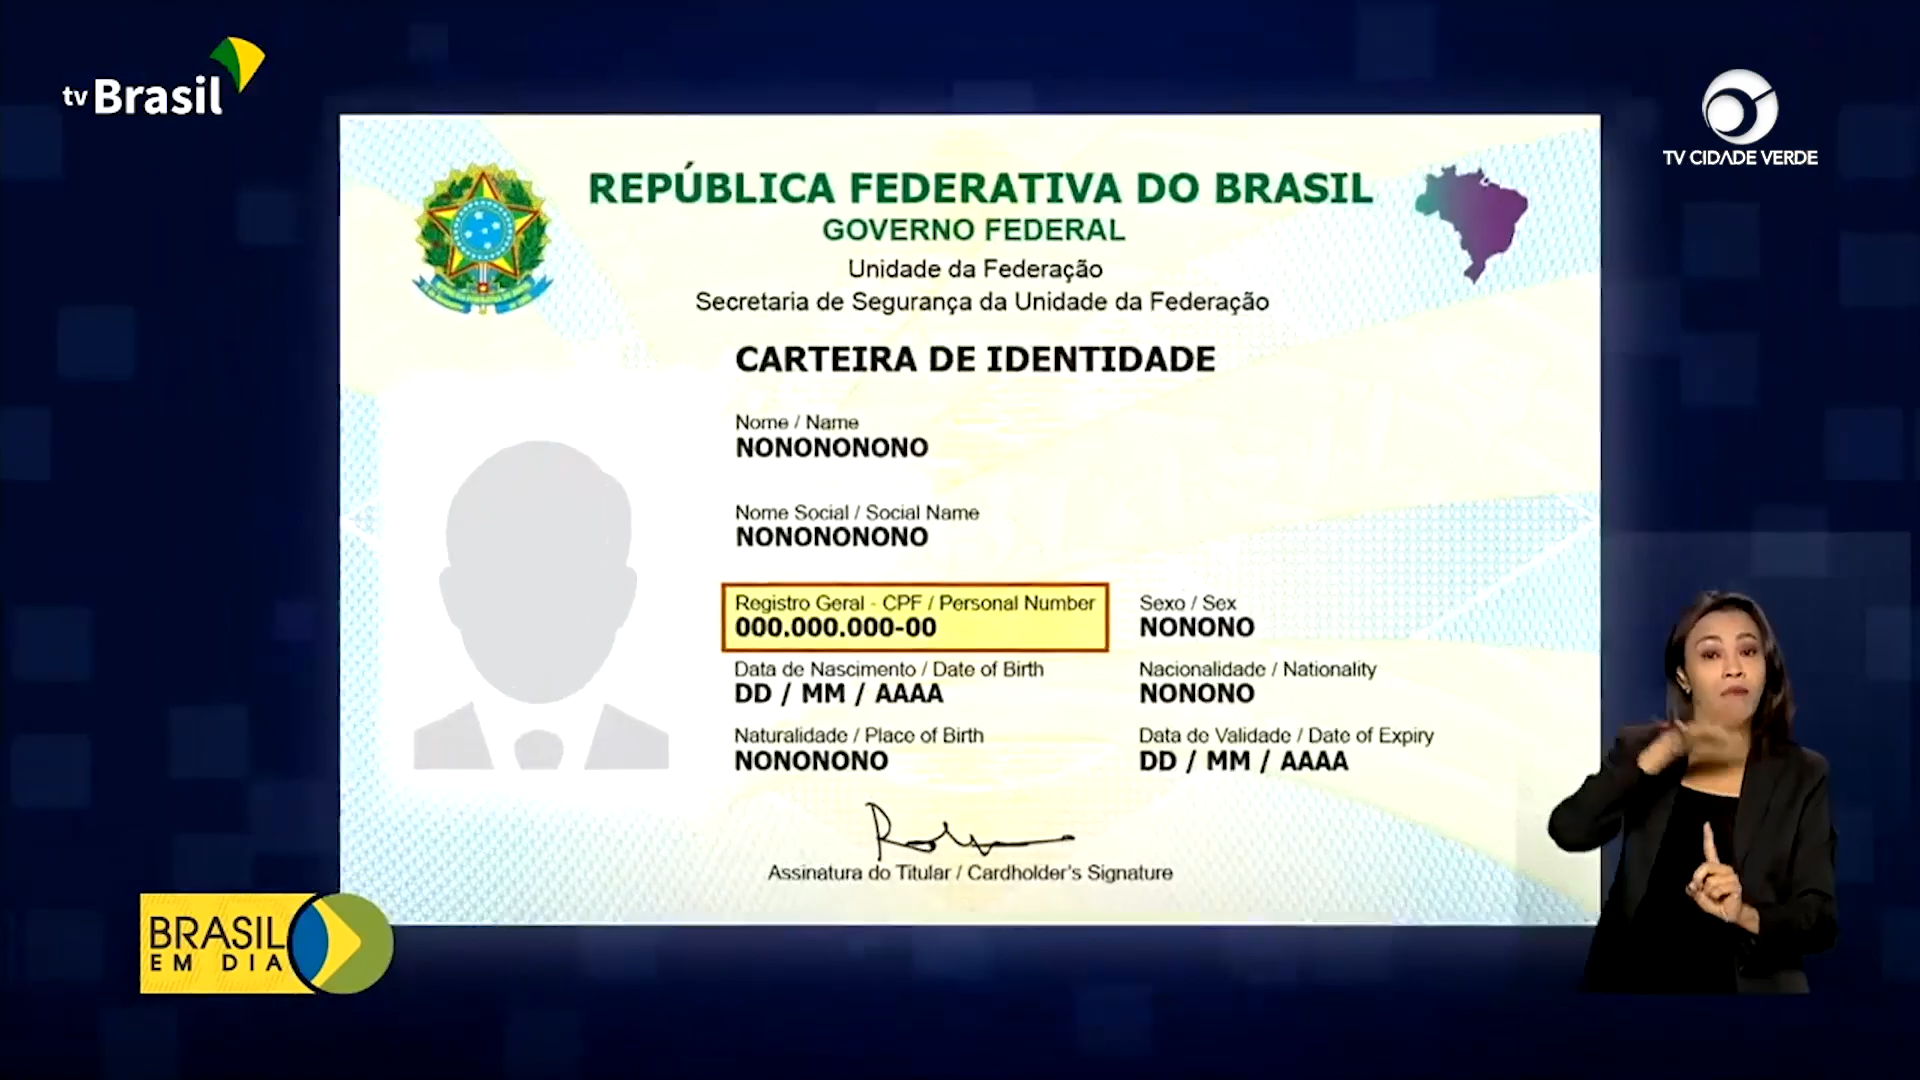 tv Brasil
TV CIDADE VERDE
REPÚBLICA FEDERATIVA DO BRASIL
GOVERNO FEDERAL
Unidade da Federação
Secretaria de Segurança da Unidade da Federação
CARTEIRA DE IDENTIDADE
Nome / Name
NONONONONO
Nome Social / Social Name
NONONONONO
Registro Geral - CPF / Personal Number
000.000.000-00
Sexo / Sex
NONONO
Data de Nascimento / Date of Birth
DD / MM / AAAA
Nacionalidade / Nationality
NONONO
Naturalidade / Place of Birth
NONONONO
Data de Validade / Date of Expiry
DD / MM / AAAA
Assinatura do Titular / Cardholder's Signature
BRASIL
EM DIA